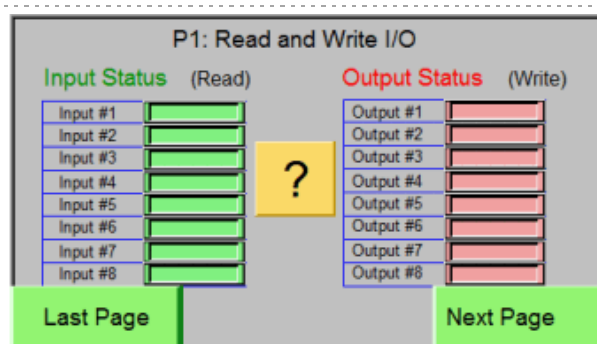 P1: Read and Write I/O
Input Status (Read)
Input #1
Input #2
Input #3
Input #4
Input #5
Input #6
Input #7
Input #8
?
Output Status (Write)
Output #1
Output #2
Output #3
Output #4
Output #5
Output #6
Output #7
Output #8
Last Page
Next Page